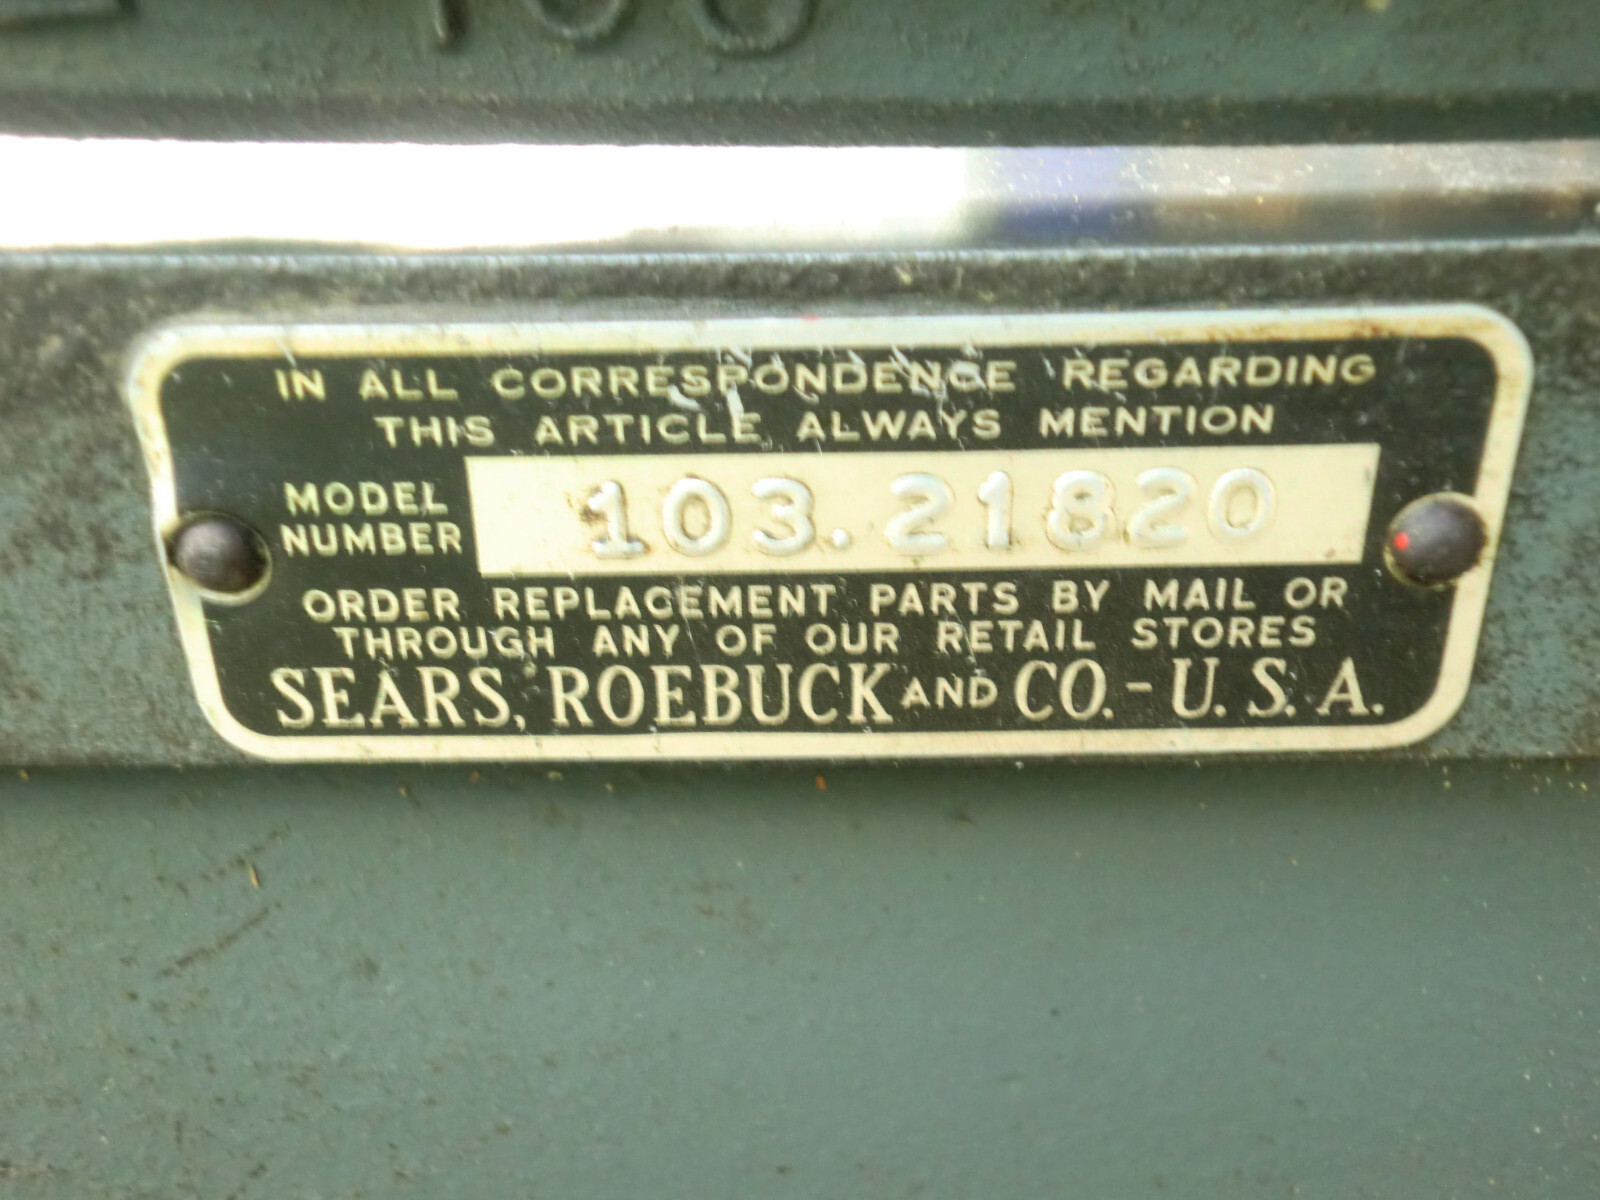 IN ALL CORRESPONDENCE REGARDING
THIS ARTICLE ALWAYS MENTION
MODEL NUMBER 103.21820
ORDER REPLACEMENT PARTS BY MAIL OR
THROUGH ANY OF OUR RETAIL STORES
SEARS, ROEBUCK AND CO. - U.S.A.